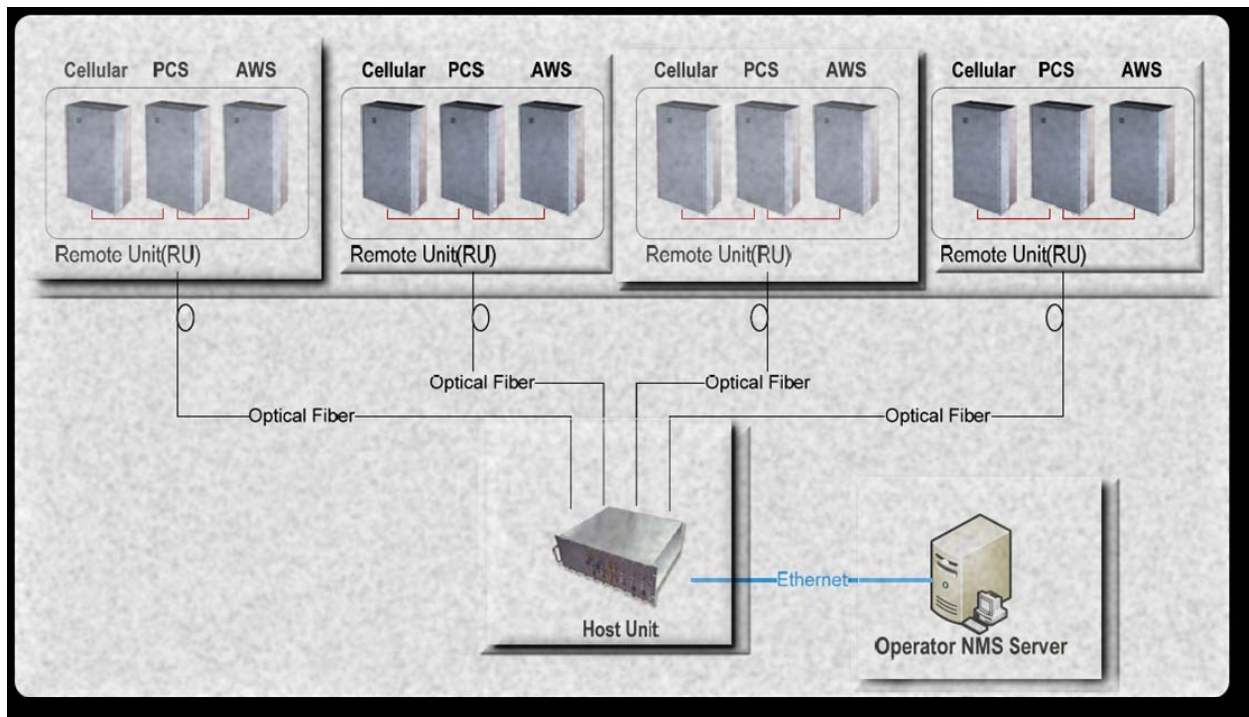 Cellular PCS AWS
Cellular PCS AWS
Cellular PCS AWS
Cellular PCS AWS
Remote Unit(RU)
Remote Unit(RU)
Remote Unit(RU)
Remote Unit(RU)
Optical Fiber
Optical Fiber
Optical Fiber
Optical Fiber
Ethernet
Host Unit
Operator NMS Server